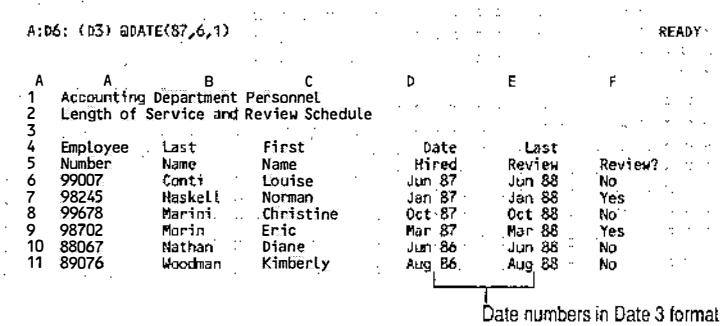 A:D6: (D3) @DATE(87,6,1) READY
A A B C D E F
1 Accounting Department Personnel
2 Length of Service and Review Schedule
3
4 Employee Last First Date Last
5 Number Name Name Hired Review Review?
6 99007 Conti Louise Jun 87 Jun 88 No
7 98245 Haskell Norman Jan 87 Jan 88 Yes
8 99678 Marini Christine Oct 87 Oct 88 No
9 98702 Morin Eric Mar 87 Mar 88 Yes
10 88067 Nathan Diane Jun 86 Jun 88 No
11 89076 Woodman Kimberly Aug 86 Aug 88 No
Date numbers in Date 3 format